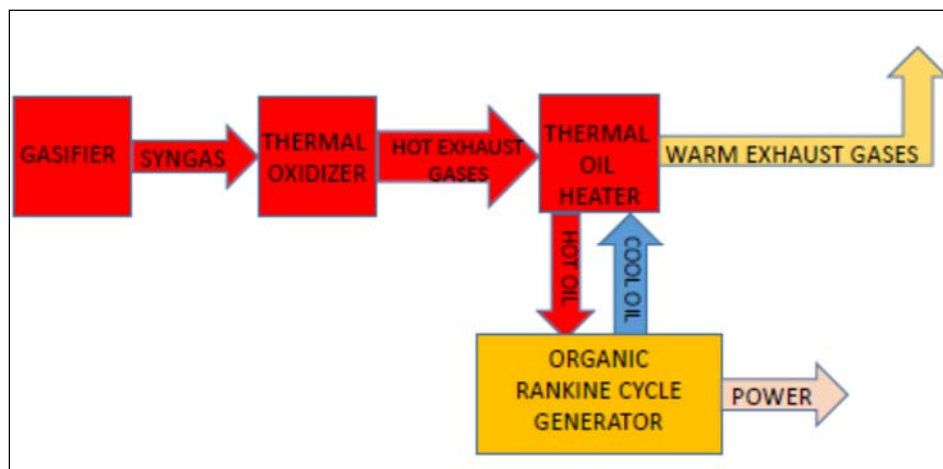 GASIFIER
SYNGAS
THERMAL
OXIDIZER
HOT EXHAUST
GASES
THERMAL
OIL
HEATER
WARM EXHAUST GASES
HOT OIL
COOL OIL
ORGANIC
RANKINE CYCLE
GENERATOR
POWER